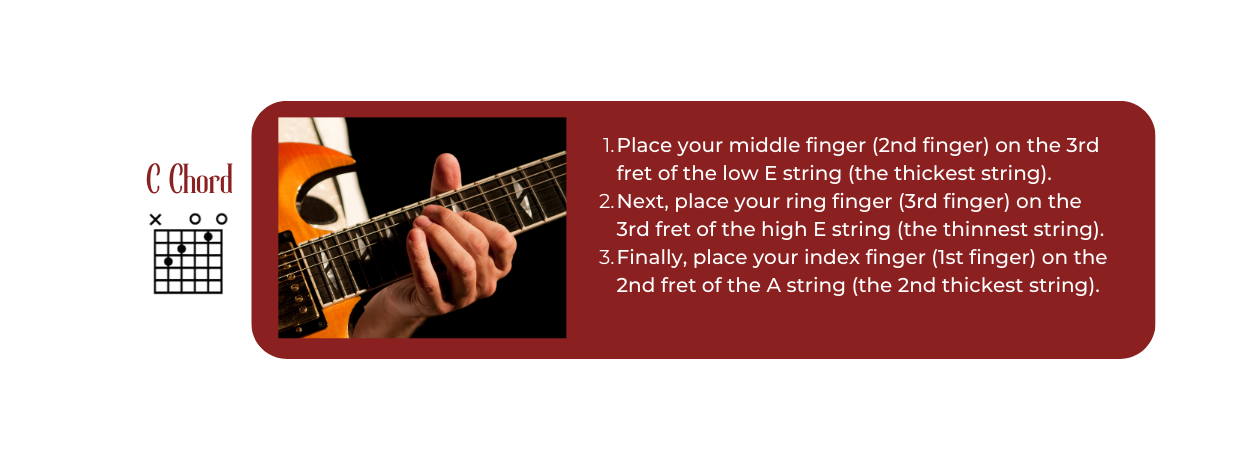 C Chord
x o o
1. Place your middle finger (2nd finger) on the 3rd
fret of the low E string (the thickest string).
2. Next, place your ring finger (3rd finger) on the
3rd fret of the high E string (the thinnest string).
3. Finally, place your index finger (1st finger) on the
2nd fret of the A string (the 2nd thickest string).